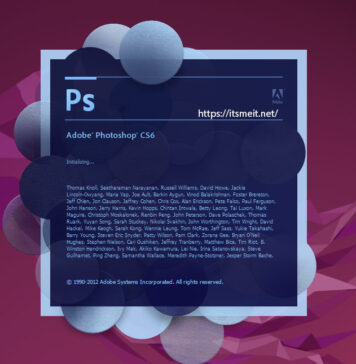 Ps
Adobe
https://itsmeit.net/
Adobe® Photoshop® CS6
Initializing...
Thomas Knoll, Seetharaman Narayanan, Russell Williams, David Howe, Jackie
Lincoln-Owyang, Maria Yap, Joe Ault, Barkin Aygun, Vinod Balakrishnan, Foster Brereton,
Jeff Chien, Jon Clauson, Jeffrey Cohen, Chris Cox, Alan Erickson, Pete Falco, Paul Ferguson,
John Hanson, Jerry Harris, Kevin Hopps, Chintan Intwala, Betty Leong, Tai Luxon, Mark
Maguire, Christoph Moskalonek, Renbin Peng, John Peterson, Dave Polaschek, Thomas
Ruark, Yuyan Song, Sarah Stuckey, Nikolai Svakhin, John Worthington, Tim Wright, David
Hackel, Mike Keogh, Sarah Kong, Wennie Leung, Tom McRae, Jeff Sass, Yukie Takahashi,
Barry Young, Steven Eric Snyder, Patty Wilson, Pam Clark, Zorana Gee, Bryan O'Neil
Hughes, Stephen Nielson, Cari Gushiken, Jeffrey Tranberry, Matthew Bice, Tim Riot, B.
Winston Hendrickson, Ivy Mak, Akiko Kawamura, Lei Nie, Irina Selanovskaya, Steve
Guilhamet, Ping Zheng, Samantha Wallace, Meredith Payne-Stotzner, Jesper Storm Bache.
© 1990-2012 Adobe Systems Incorporated. All rights reserved.